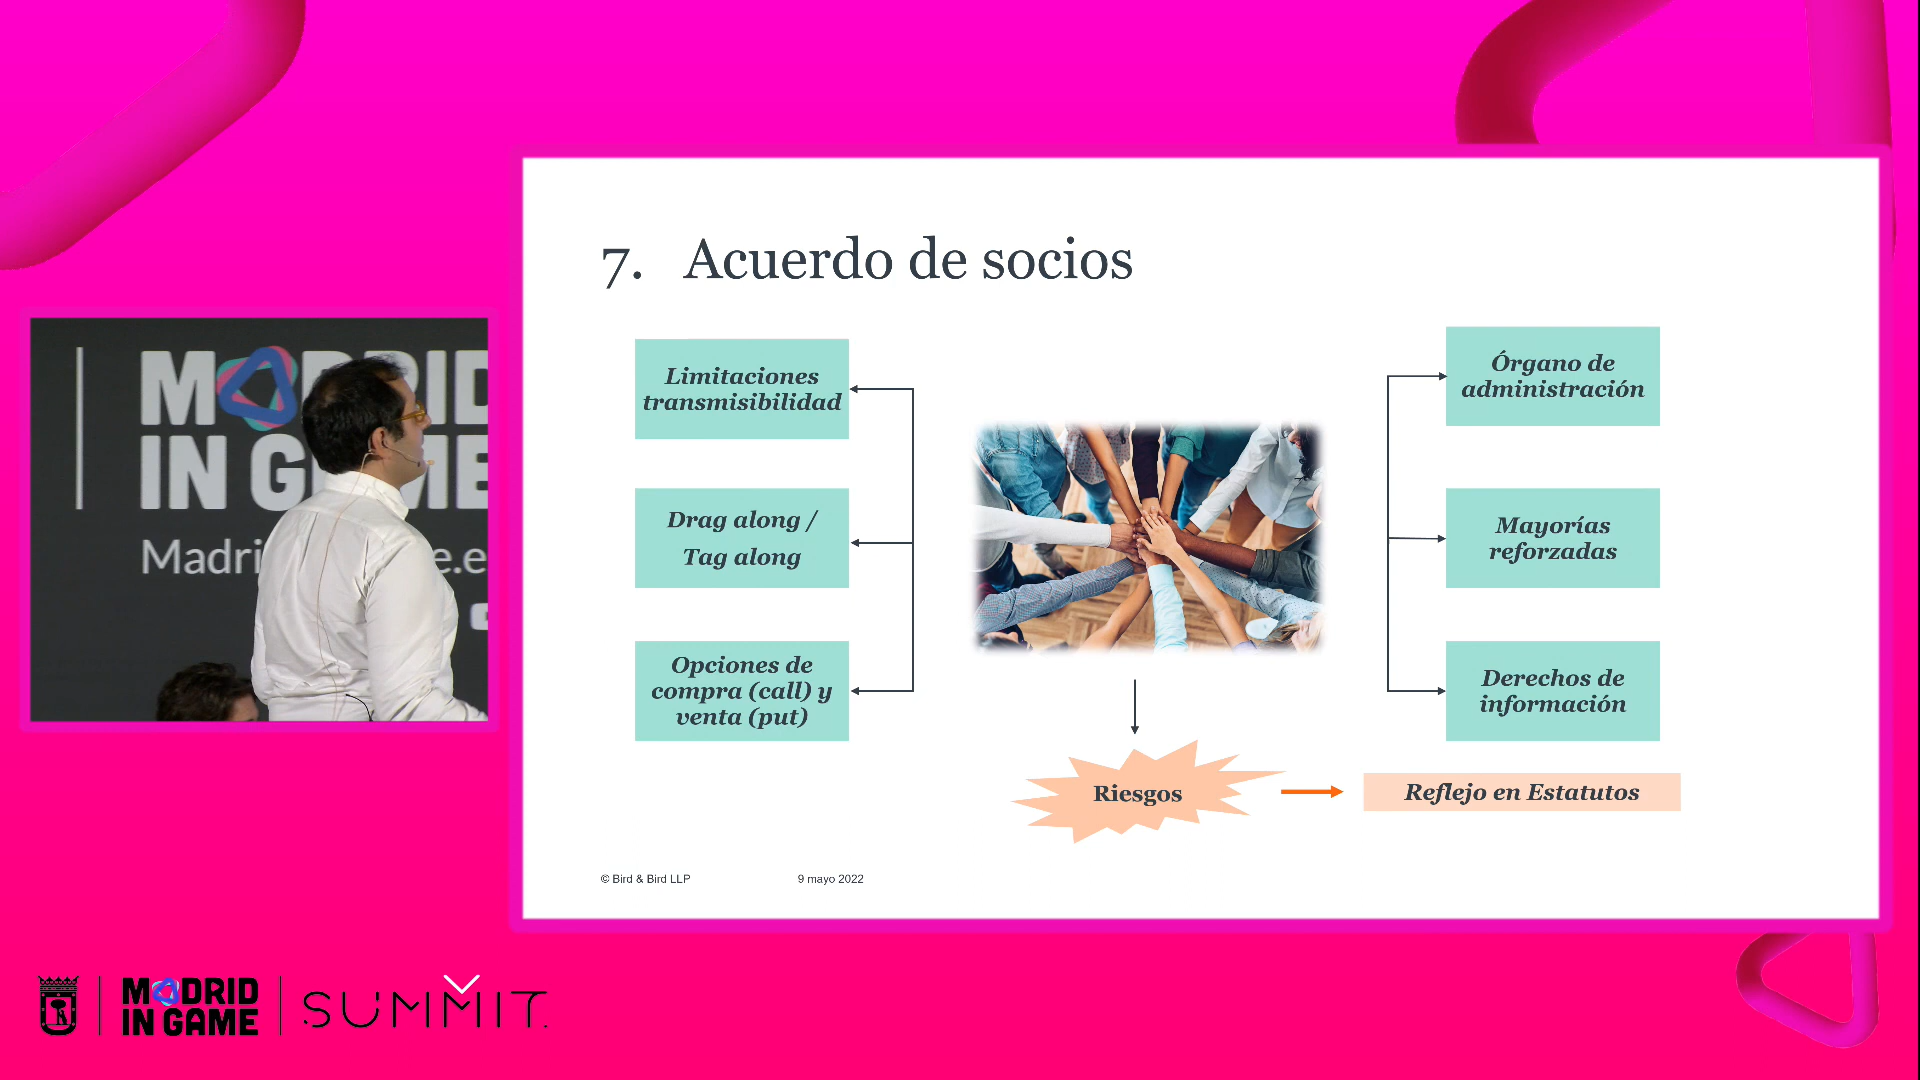 7. Acuerdo de socios
Limitaciones
transmisibilidad
Drag along /
Tag along
Opciones de
compra (call) y
venta (put)
Órgano de
administración
Mayorías
reforzadas
Derechos de
información
Riesgos
Reflejo en Estatutos
© Bird & Bird LLP
9 mayo 2022
MADRID
IN GAME
SUMMIT